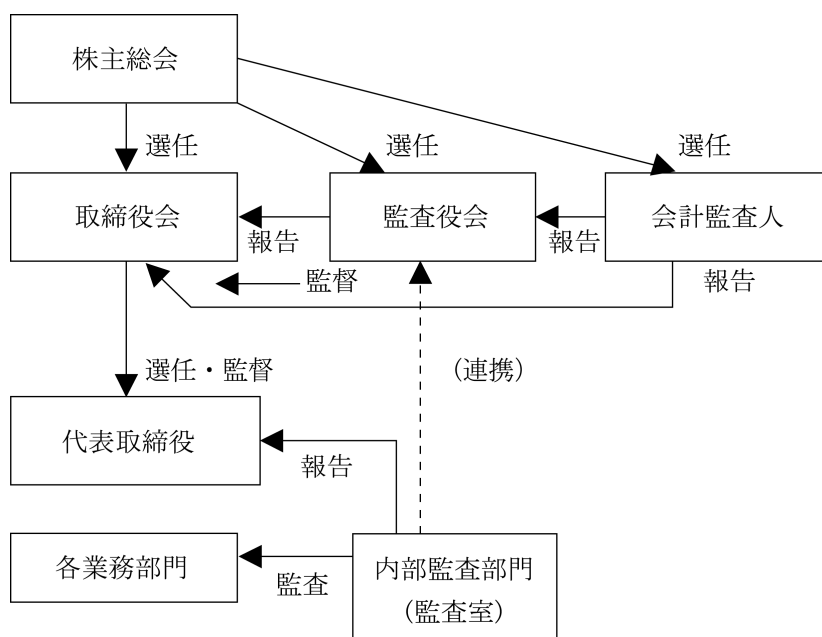 株主総会
選任
選任
選任
取締役会
監査役会
会計監査人
報告
報告
監督
報告
選任・監督
（連携）
代表取締役
報告
各業務部門
監査
内部監査部門
（監査室）